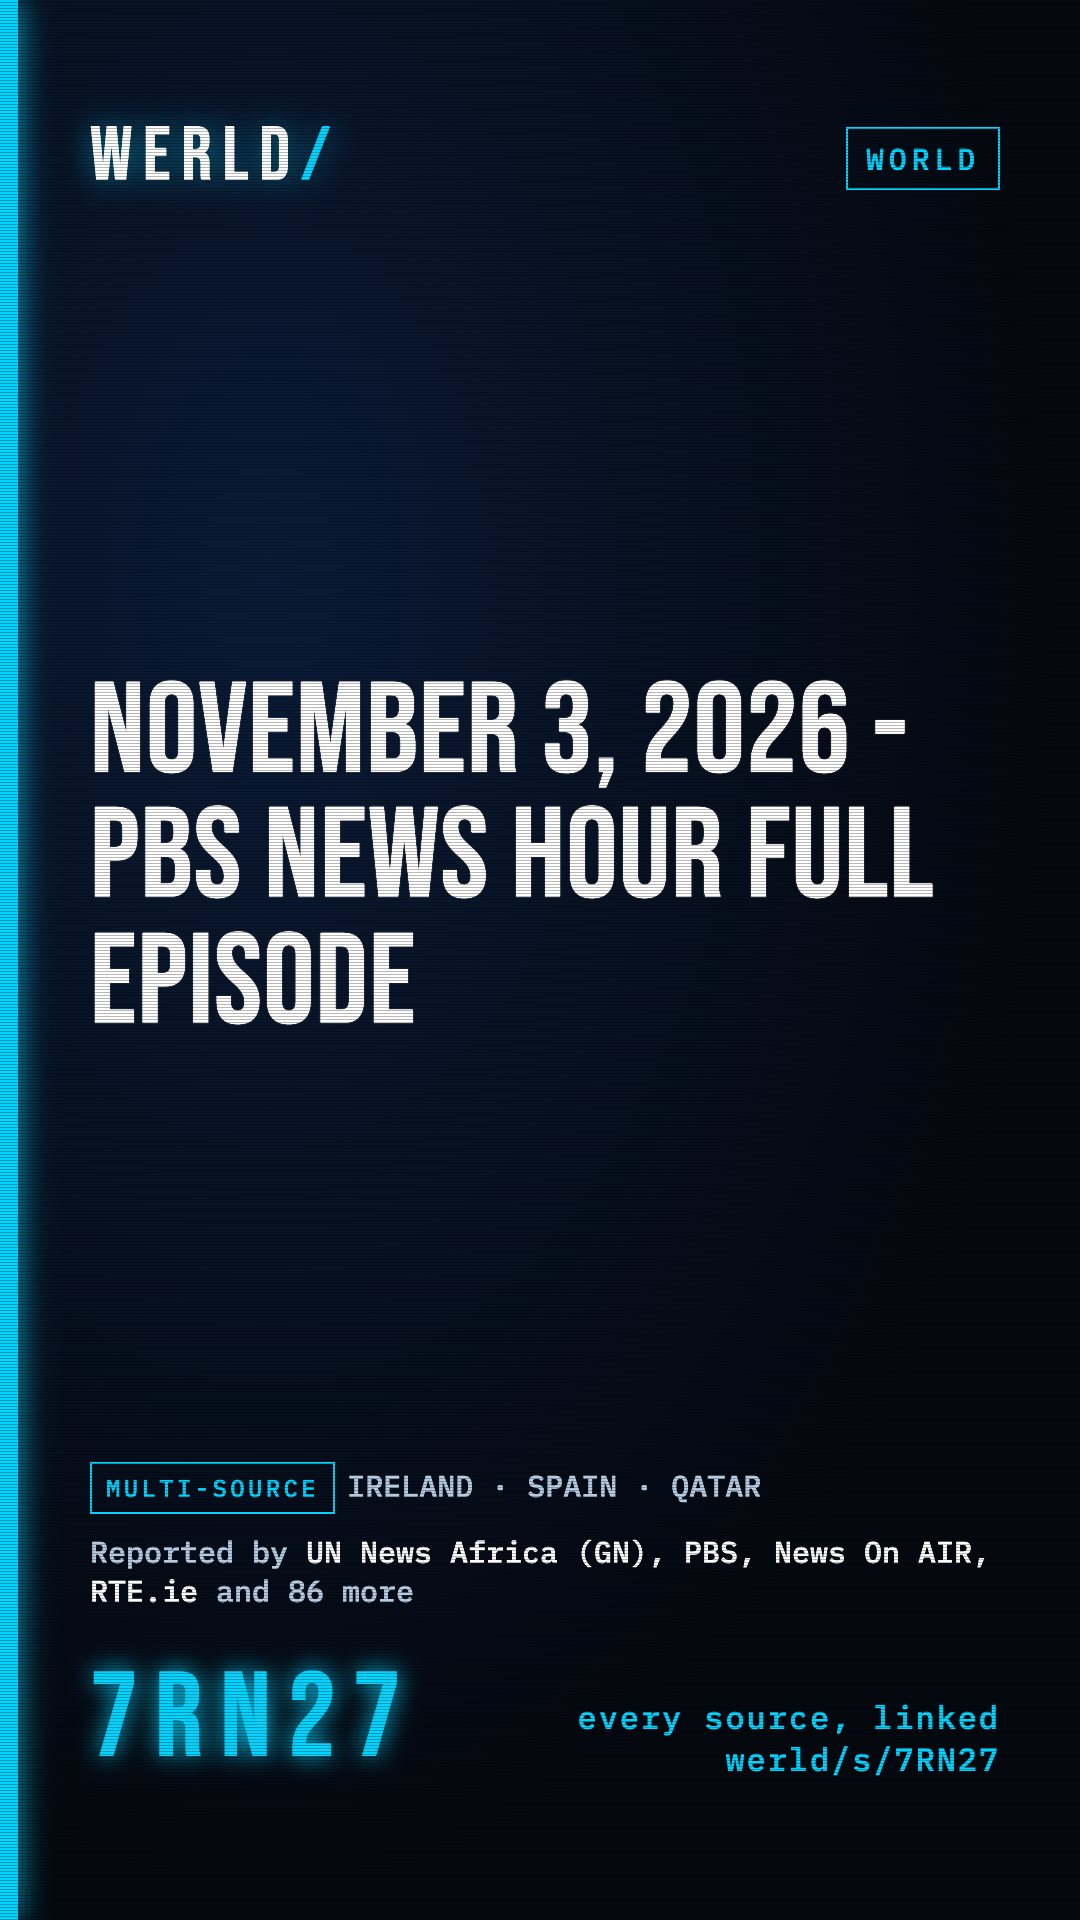 WERLD/
WORLD
NOVEMBER 3, 2026 -
PBS NEWS HOUR FULL
EPISODE
MULTI-SOURCE IRELAND · SPAIN · QATAR
Reported by UN News Africa (GN), PBS, News On AIR,
RTE.ie and 86 more
7RN27
every source, linked
werld/s/7RN27